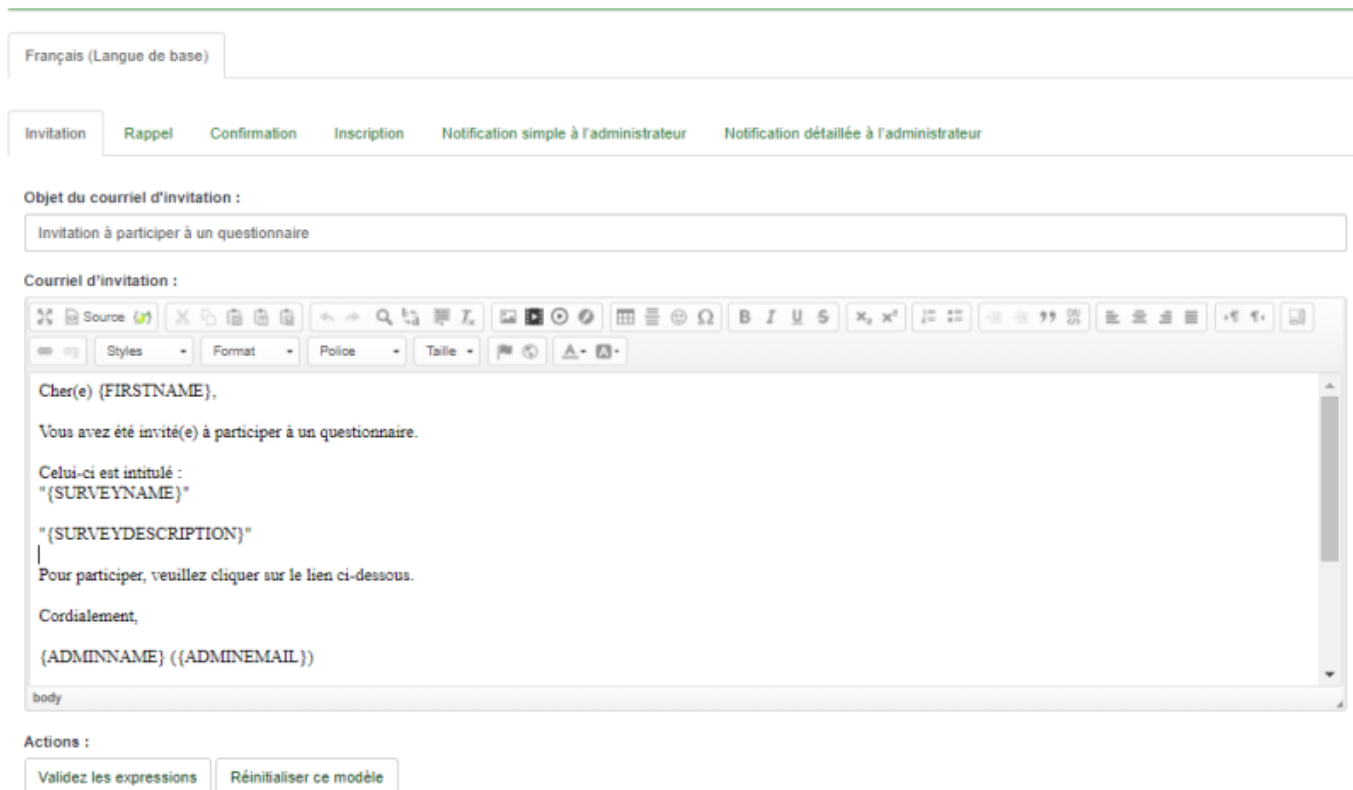 Français (Langue de base)
Invitation Rappel Confirmation Inscription Notification simple à l'administrateur Notification détaillée à l'administrateur
Objet du courriel d'invitation :
Invitation à participer à un questionnaire
Courriel d'invitation :
Source
B I U S
Styles Format Police Taille
Cher(e) {FIRSTNAME},
Vous avez été invité(e) à participer à un questionnaire.
Celui-ci est intitulé :
"{SURVEYNAME}"
"{SURVEYDESCRIPTION}"
Pour participer, veuillez cliquer sur le lien ci-dessous.
Cordialement,
{ADMINNAME} ({ADMINEMAIL})
body
Actions :
Validez les expressions Réinitialiser ce modèle